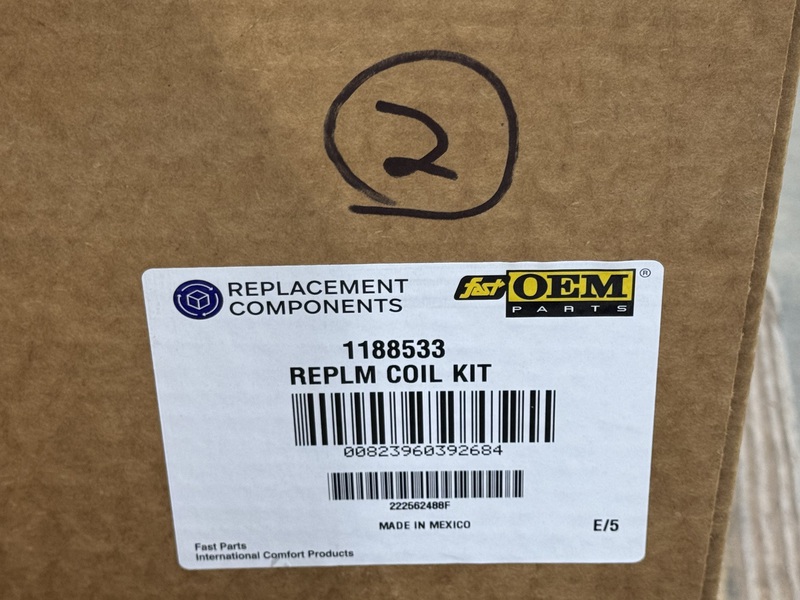 2
REPLACEMENT
COMPONENTS
fast OEM®
PARTS
1188533
REPLM COIL KIT
00823960392684
222562488F
MADE IN MEXICO
E/5
Fast Parts
International Comfort Products